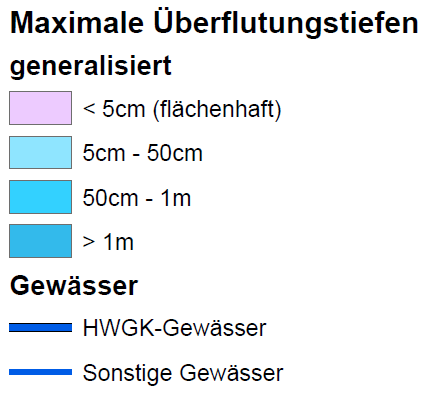 Maximale Überflutungstiefen
generalisiert
< 5cm (flächenhaft)
5cm - 50cm
50cm - 1m
> 1m
Gewässer
HWGK-Gewässer
Sonstige Gewässer